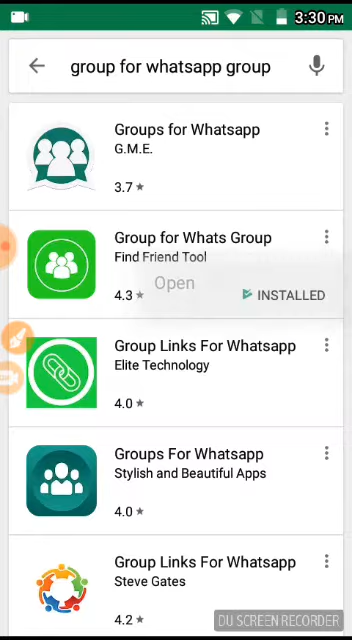 3:30 PM
group for whatsapp group
Groups for Whatsapp
G.M.E.
3.7 ★
Group for Whats Group
Find Friend Tool
Open
4.3 ★
INSTALLED
Group Links For Whatsapp
Elite Technology
4.0 ★
Groups For Whatsapp
Stylish and Beautiful Apps
4.0 ★
Group Links For Whatsapp
Steve Gates
4.2 ★
DU SCREEN RECORDER